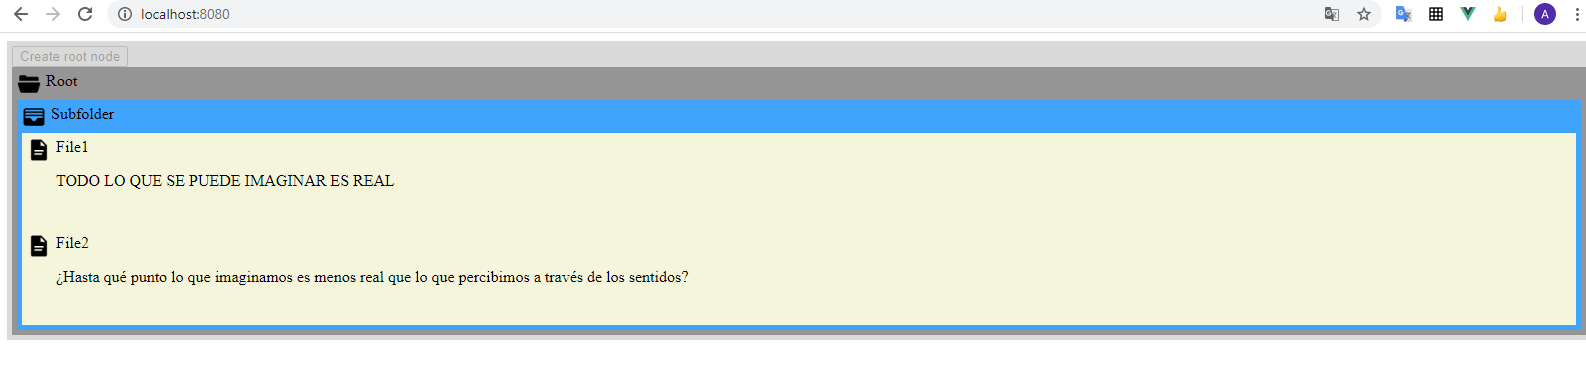 localhost:8080
A
Create root node
Root
Subfolder
File1
TODO LO QUE SE PUEDE IMAGINAR ES REAL
File2
¿Hasta qué punto lo que imaginamos es menos real que lo que percibimos a través de los sentidos?